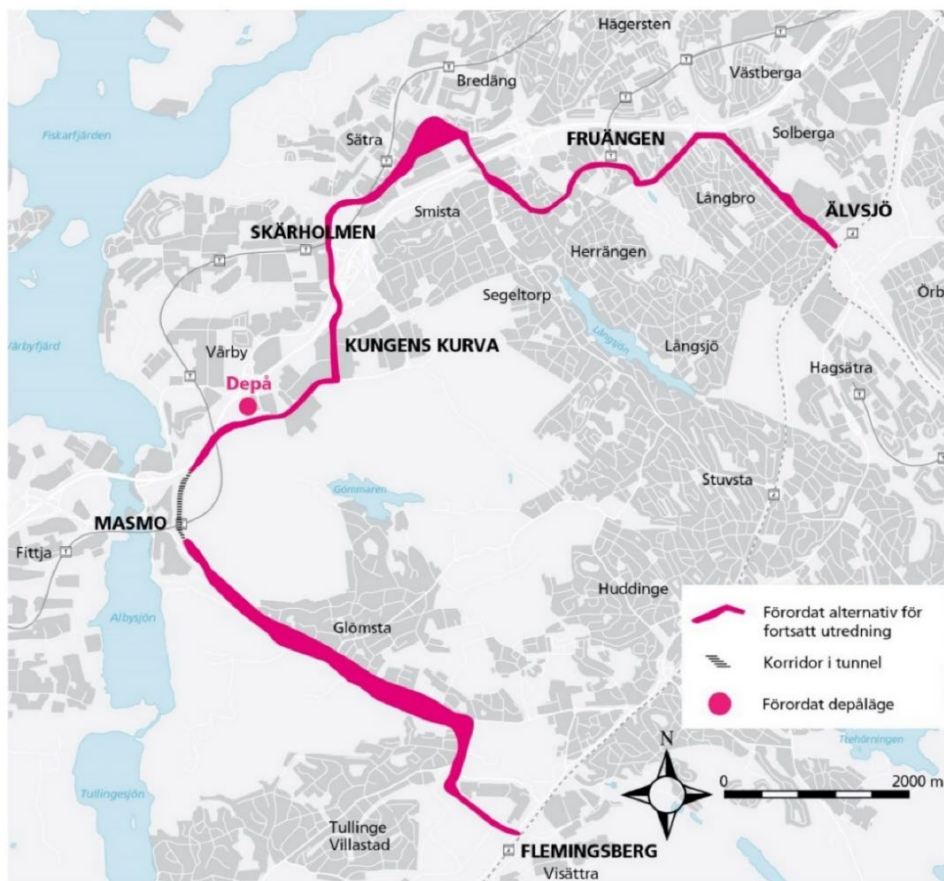 Hägersten
Bredäng
Västberga
Fiskarfjärden
Sätra
FRUÄNGEN
Solberga
Långbro
SKÄRHOLMEN
Smista
ÄLVSJÖ
Herrängen
Segeltorp
Örb
Vårbyfjärd
Långsjön
Vårby
KUNGENS KURVA
Långsjö
Depå
Hagsätra
Gömmaren
Stuvsta
MASMO
Fittja
Huddinge
Albysjön
Glömsta
Förordat alternativ för
fortsatt utredning
Korridor i tunnel
Förordat depåläge
Trehörningen
N
0 2000 m
Tullingesjön
Tullinge
Villastad
FLEMINGSBERG
Visättra